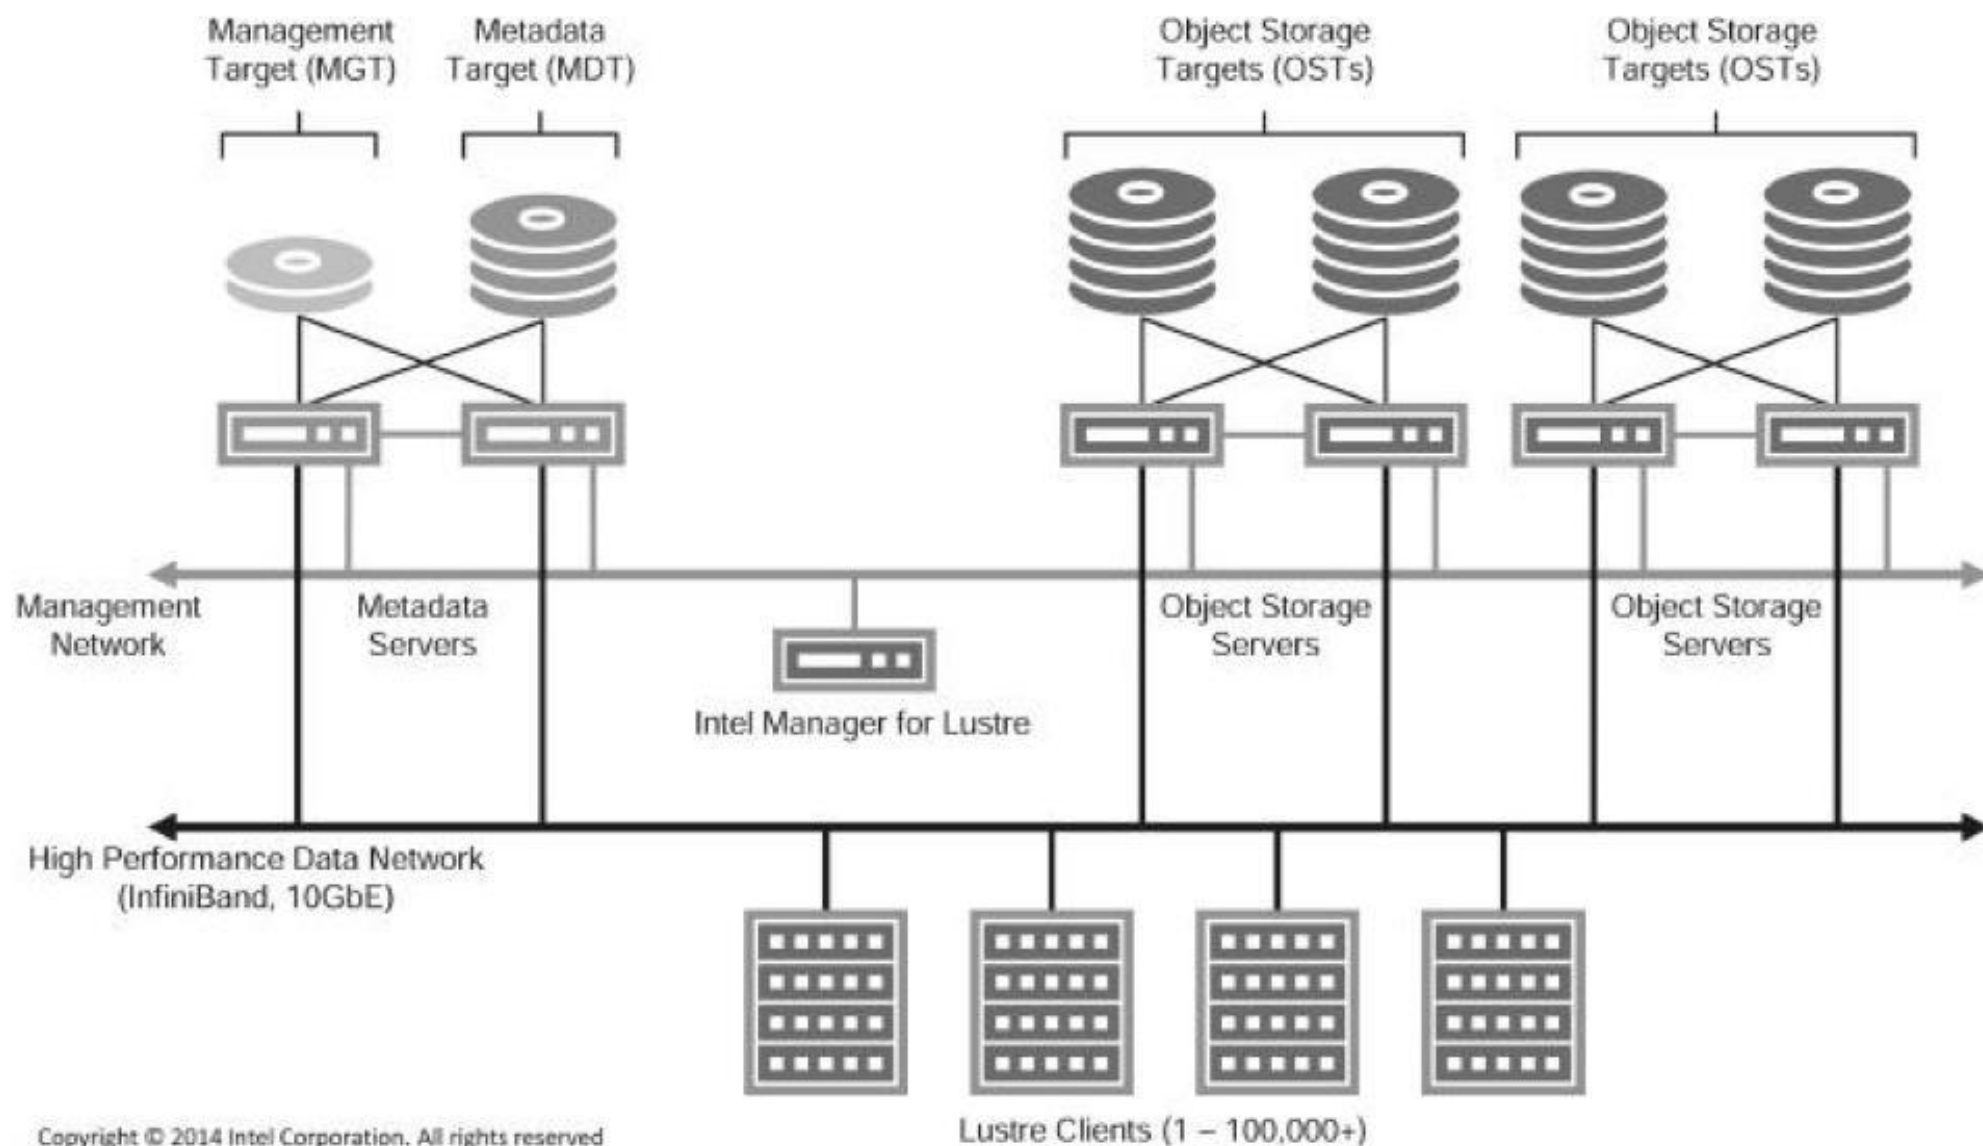 Management
Target (MGT)
Metadata
Target (MDT)
Object Storage
Targets (OSTs)
Object Storage
Targets (OSTs)
Management
Network
Metadata
Servers
Object Storage
Servers
Object Storage
Servers
Intel Manager for Lustre
High Performance Data Network
(InfiniBand, 10GbE)
Lustre Clients (1 – 100,000+)
Copyright © 2014 Intel Corporation. All rights reserved